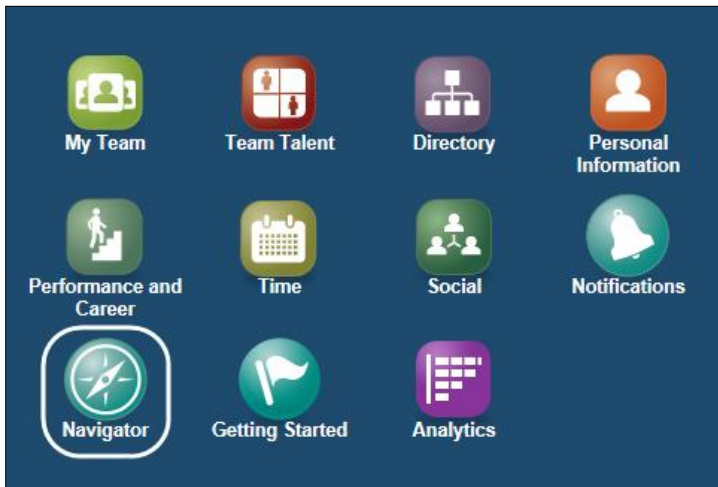 My Team
Team Talent
Directory
Personal
Information
Performance and
Career
Time
Social
Notifications
Navigator
Getting Started
Analytics